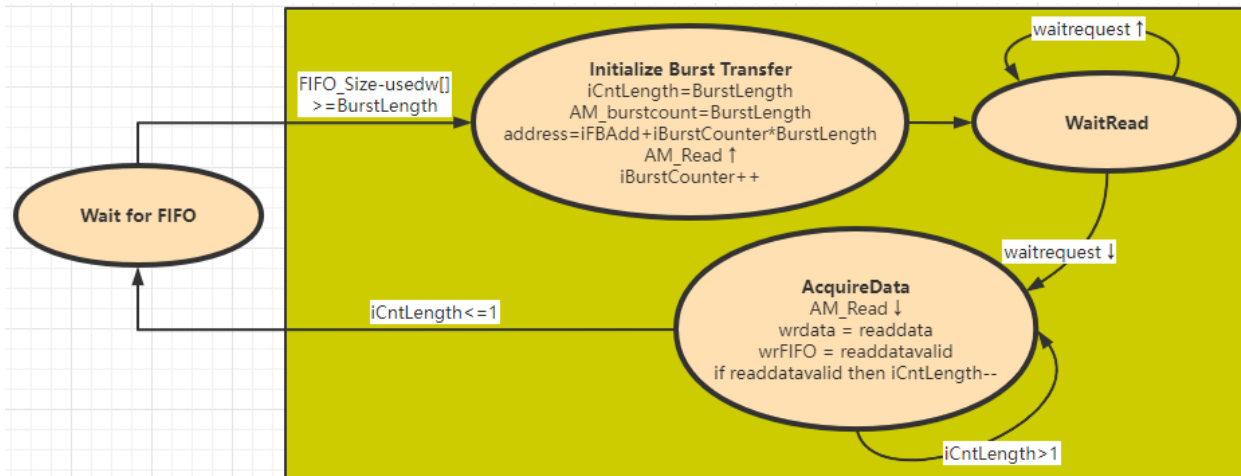 Wait for FIFO
FIFO_Size-usedw[]
>=BurstLength
Initialize Burst Transfer
iCntLength=BurstLength
AM_burstcount=BurstLength
address=iFBAdd+iBurstCounter*BurstLength
AM_Read ↑
iBurstCounter++
waitrequest ↑
WaitRead
waitrequest ↓
AcquireData
AM_Read ↓
wrdata = readdata
wrFIFO = readdatavalid
if readdatavalid then iCntLength--
iCntLength>1
iCntLength<=1